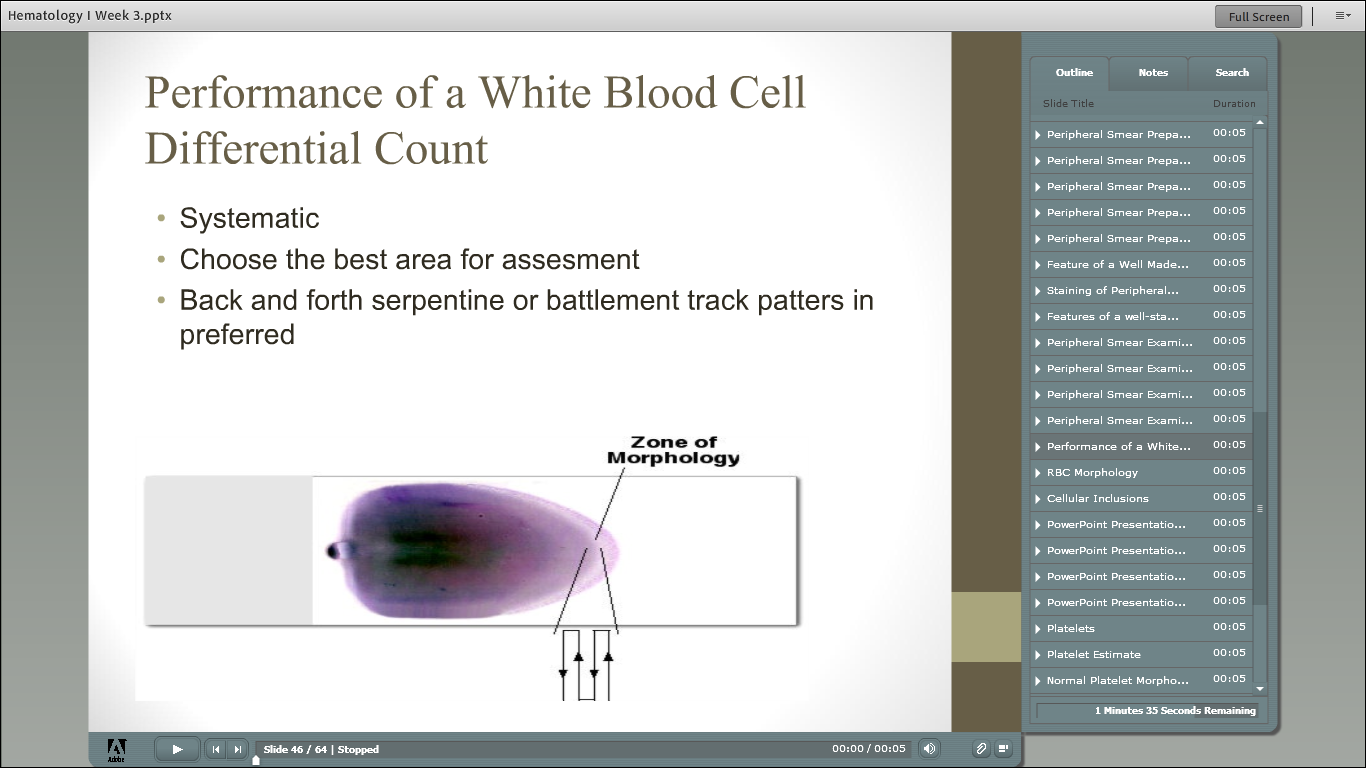 Hematology I Week 3.pptx
Full Screen
Performance of a White Blood Cell
Differential Count
• Systematic
• Choose the best area for assesment
• Back and forth serpentine or battlement track patters in
preferred
Zone of
Morphology
Outline Notes Search
Slide Title Duration
Peripheral Smear Prepa... 00:05
Peripheral Smear Prepa... 00:05
Peripheral Smear Prepa... 00:05
Peripheral Smear Prepa... 00:05
Peripheral Smear Prepa... 00:05
Feature of a Well Made... 00:05
Staining of Peripheral... 00:05
Features of a well-sta... 00:05
Peripheral Smear Exami... 00:05
Peripheral Smear Exami... 00:05
Peripheral Smear Exami... 00:05
Peripheral Smear Exami... 00:05
Performance of a White... 00:05
RBC Morphology 00:05
Cellular Inclusions 00:05
PowerPoint Presentatio... 00:05
PowerPoint Presentatio... 00:05
PowerPoint Presentatio... 00:05
PowerPoint Presentatio... 00:05
Platelets 00:05
Platelet Estimate 00:05
Normal Platelet Morpho... 00:05
1 Minutes 35 Seconds Remaining
Adobe
Slide 46 / 64 | Stopped
00:00 / 00:05